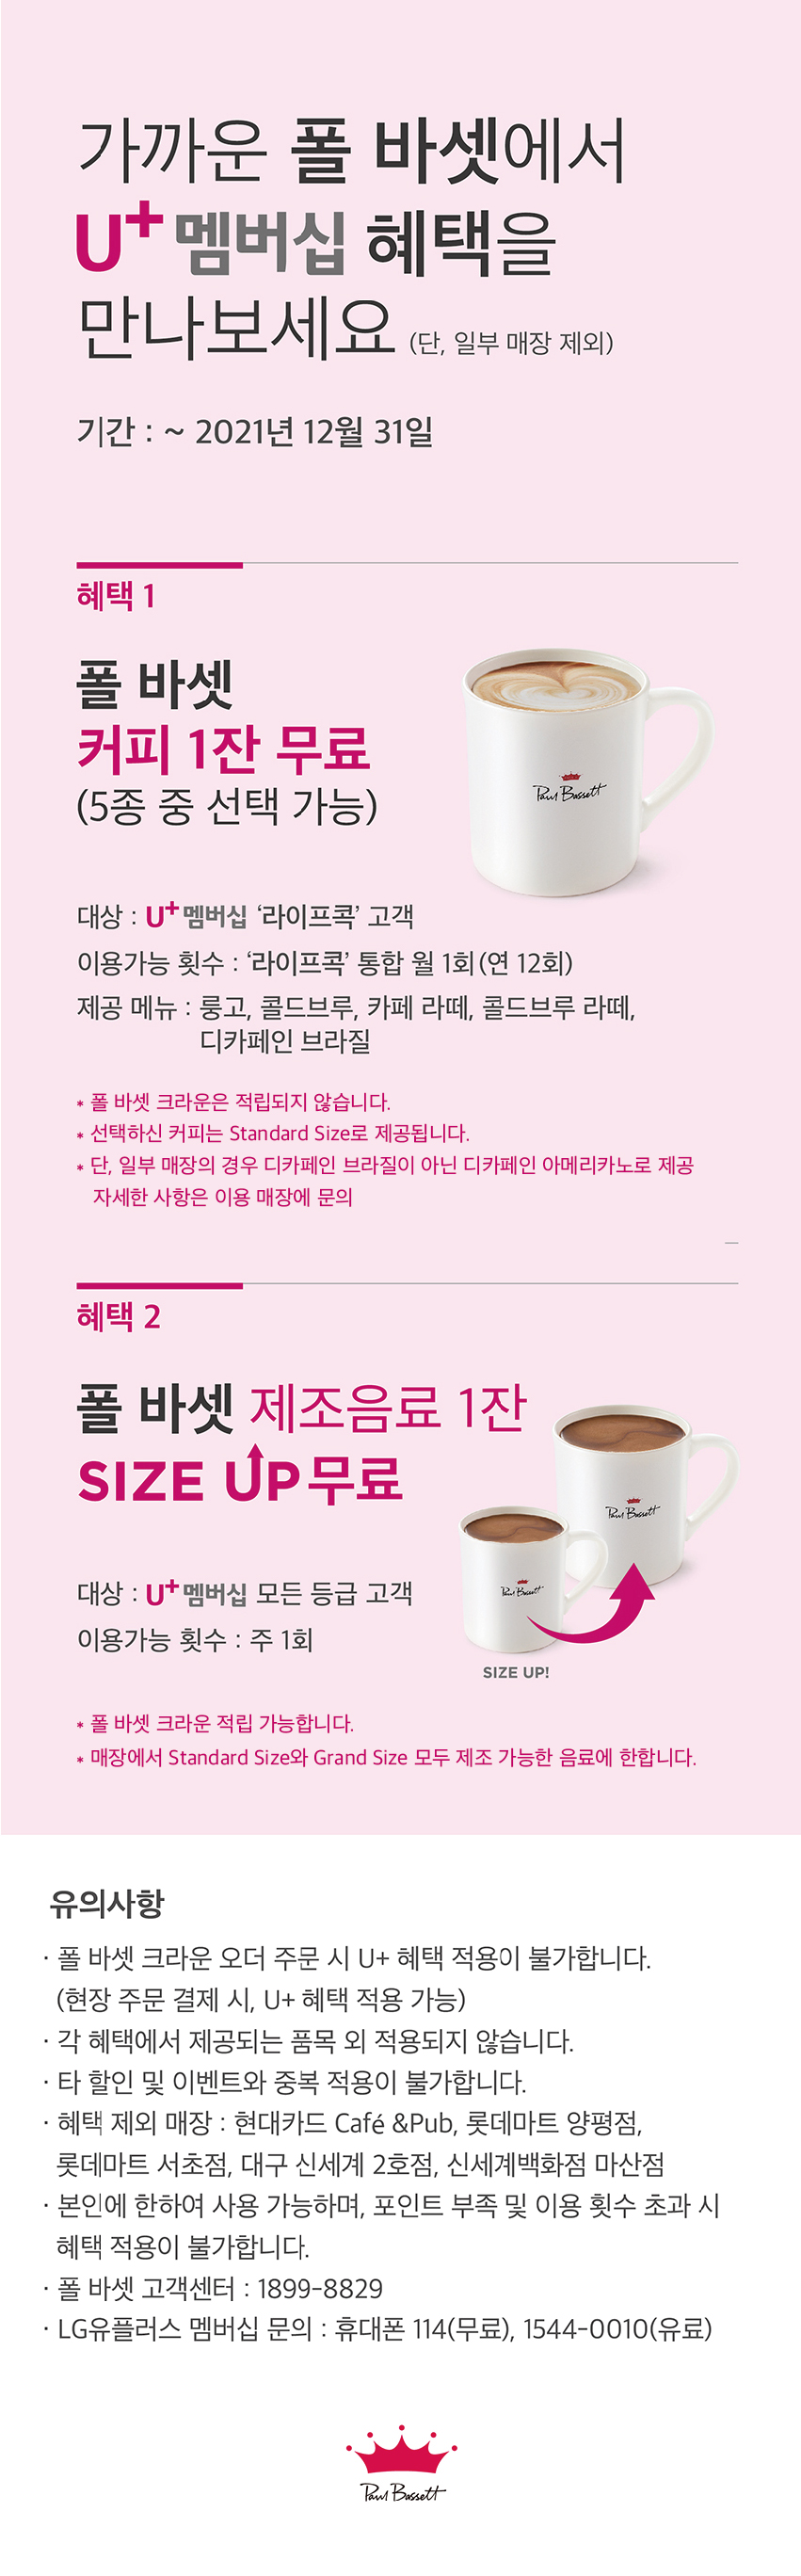 가까운 폴 바셋에서
U+멤버십 혜택을
만나보세요 (단, 일부 매장 제외)
기간 : ~ 2021년 12월 31일
혜택 1
폴 바셋
커피 1잔 무료
(5종 중 선택 가능)
Paul Bassett
대상 : U+멤버십 ‘라이프콕’ 고객
이용가능 횟수 : ‘라이프콕’ 통합 월 1회(연 12회)
제공 메뉴 : 룽고, 콜드브루, 카페 라떼, 콜드브루 라떼,
디카페인 브라질
* 폴 바셋 크라운은 적립되지 않습니다.
* 선택하신 커피는 Standard Size로 제공됩니다.
* 단, 일부 매장의 경우 디카페인 브라질이 아닌 디카페인 아메리카노로 제공
자세한 사항은 이용 매장에 문의
혜택 2
폴 바셋 제조음료 1잔
SIZE UP무료
Paul Bassett
Paul Bassett
SIZE UP!
대상 : U+멤버십 모든 등급 고객
이용가능 횟수 : 주 1회
* 폴 바셋 크라운 적립 가능합니다.
* 매장에서 Standard Size와 Grand Size 모두 제조 가능한 음료에 한합니다.
유의사항
· 폴 바셋 크라운 오더 주문 시 U+ 혜택 적용이 불가합니다.
(현장 주문 결제 시, U+ 혜택 적용 가능)
· 각 혜택에서 제공되는 품목 외 적용되지 않습니다.
· 타 할인 및 이벤트와 중복 적용이 불가합니다.
· 혜택 제외 매장 : 현대카드 Café &Pub, 롯데마트 양평점,
롯데마트 서초점, 대구 신세계 2호점, 신세계백화점 마산점
· 본인에 한하여 사용 가능하며, 포인트 부족 및 이용 횟수 초과 시
혜택 적용이 불가합니다.
· 폴 바셋 고객센터 : 1899-8829
· LG유플러스 멤버십 문의 : 휴대폰 114(무료), 1544-0010(유료)
Paul Bassett